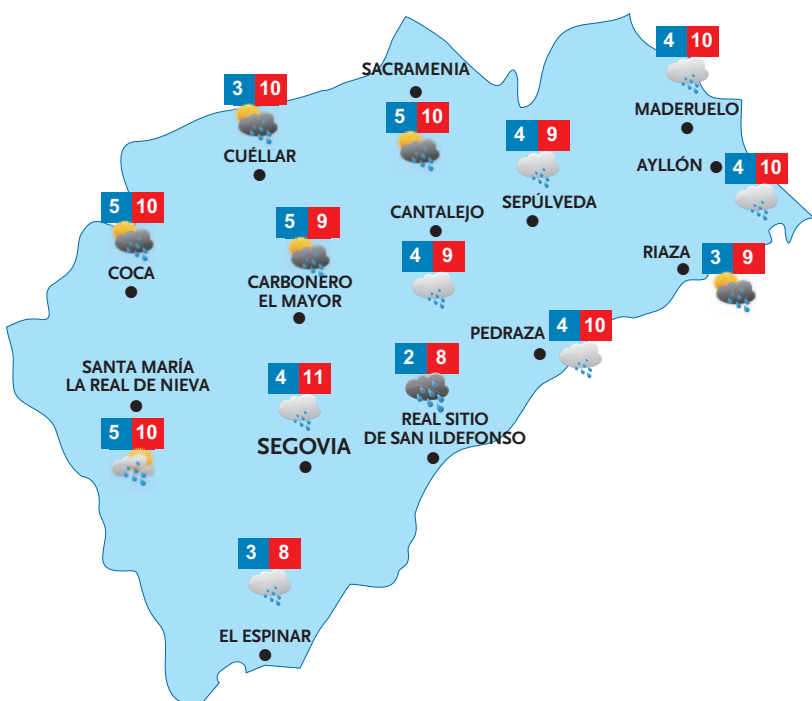 4 10
MADERUELO
SACRAMENIA
5 10
3 10
CUÉLLAR
4 9
SEPÚLVEDA
AYLLÓN
4 10
5 10
COCA
5 9
CARBONERO
EL MAYOR
CANTALEJO
4 9
RIAZA
3 9
PEDRAZA
4 10
SANTA MARÍA
LA REAL DE NIEVA
5 10
4 11
SEGOVIA
2 8
REAL SITIO
DE SAN ILDEFONSO
3 8
EL ESPINAR